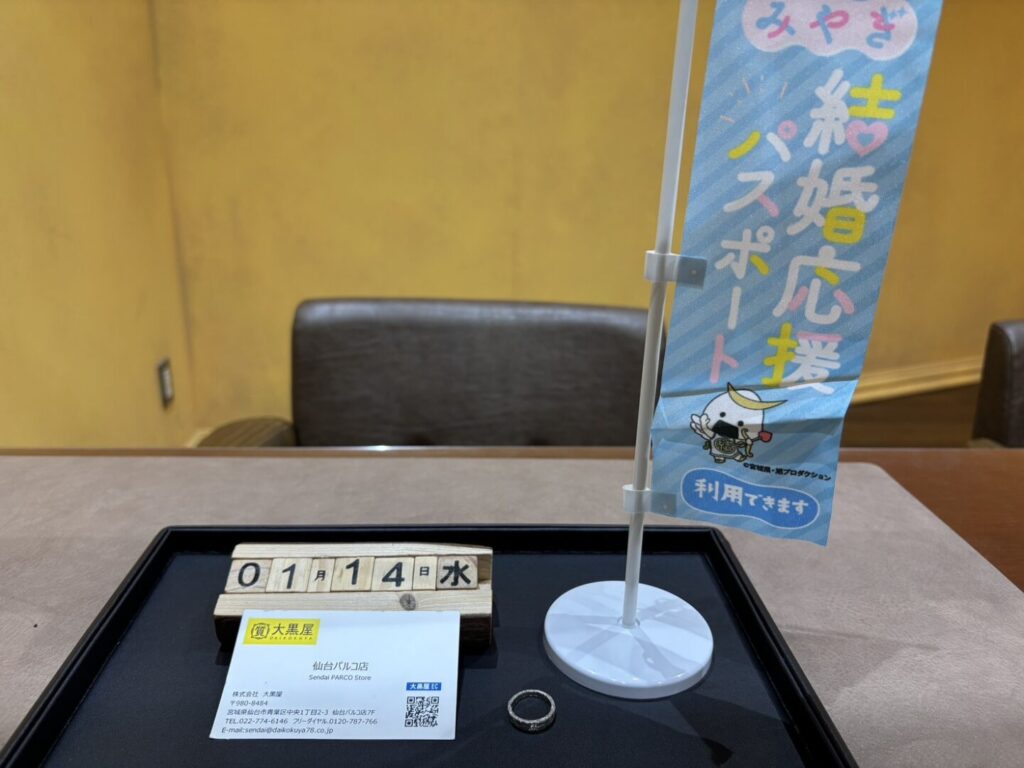 みやぎ
結婚応援
パスポート
©宮城県・旭プロダクション
利用できます
01月14日水
質 大黒屋
DAIKOKUYA
仙台パルコ店
Sendai PARCO Store
大黒屋 EC
株式会社 大黒屋
〒980-8484
宮城県仙台市青葉区中央1丁目2-3 仙台パルコ店7F
TEL.022-774-6146 フリーダイヤル.0120-787-766
E-mail:sendai@daikokuya78.co.jp